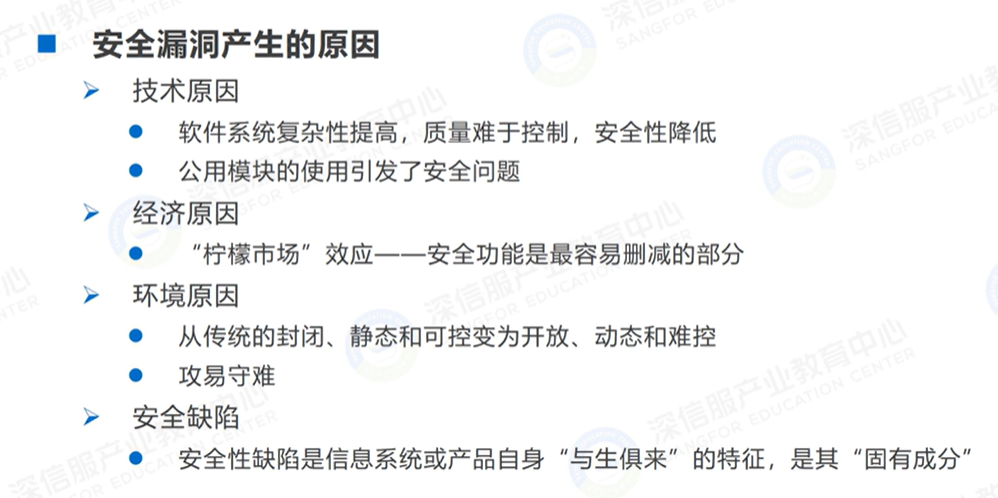 安全漏洞产生的原因
技术原因
软件系统复杂性提高，质量难于控制，安全性降低
公用模块的使用引发了安全问题
经济原因
“柠檬市场”效应——安全功能是最容易删减的部分
环境原因
从传统的封闭、静态和可控变为开放、动态和难控
攻易守难
安全缺陷
安全性缺陷是信息系统或产品自身“与生俱来”的特征，是其“固有成分”
深信服产业教育中心
SANGFOR EDUCATION CENTER